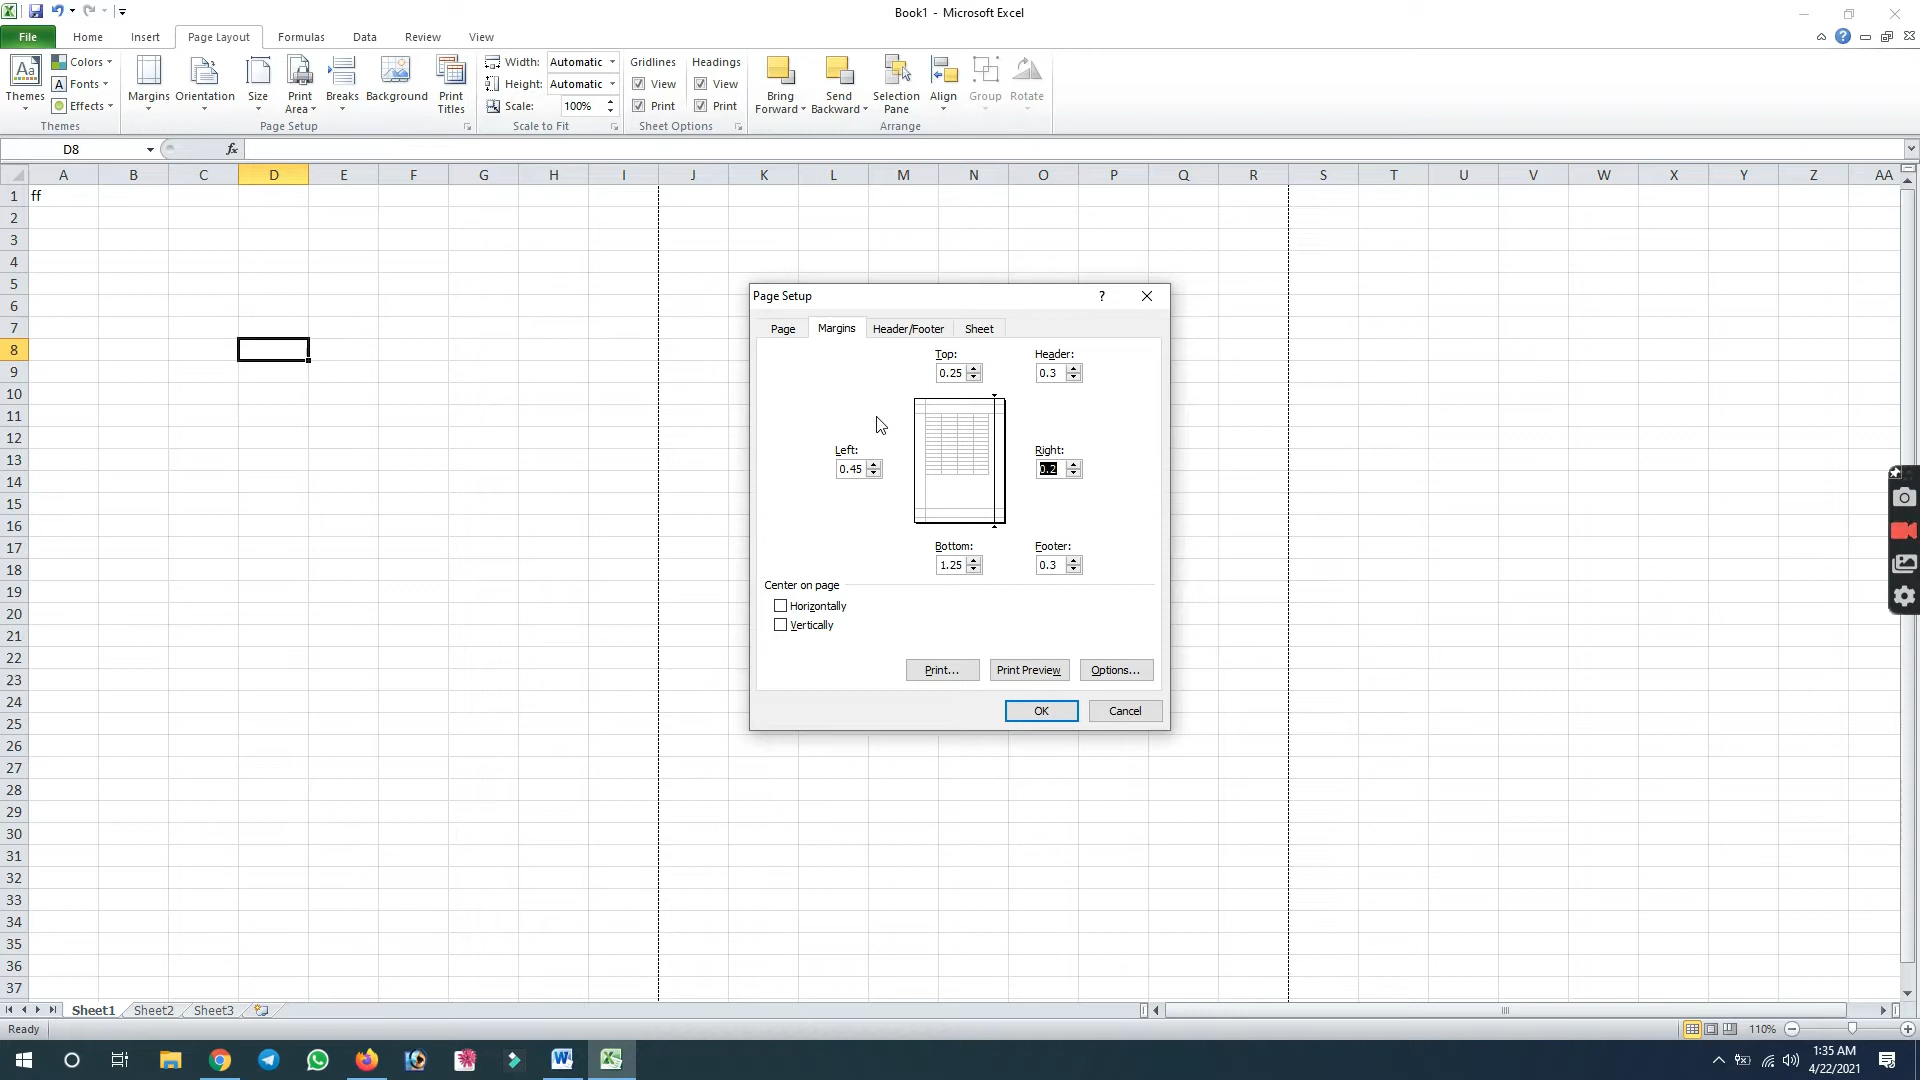 Book1 - Microsoft Excel
File Home Insert Page Layout Formulas Data Review View
Themes
Colors
Fonts
Effects
Themes
Margins Orientation Size Print Area Breaks Background Print Titles
Page Setup
Width: Automatic
Height: Automatic
Scale: 100%
Scale to Fit
Gridlines Headings
View View
Print Print
Sheet Options
Bring Forward Send Backward Selection Pane Align Group Rotate
Arrange
D8 fx
A B C D E F G H I J K L M N O P Q R S T U V W X Y Z AA
1 ff
2
3
4
5
6
7
8
9
10
11
12
13
14
15
16
17
18
19
20
21
22
23
24
25
26
27
28
29
30
31
32
33
34
35
36
37
Page Setup ?
Page Margins Header/Footer Sheet
Top: Header:
0.25 0.3
Left: Right:
0.45 0.2
Bottom: Footer:
1.25 0.3
Center on page
Horizontally
Vertically
Print... Print Preview Options...
OK Cancel
Sheet1 Sheet2 Sheet3
Ready 110%
1:35 AM
4/22/2021